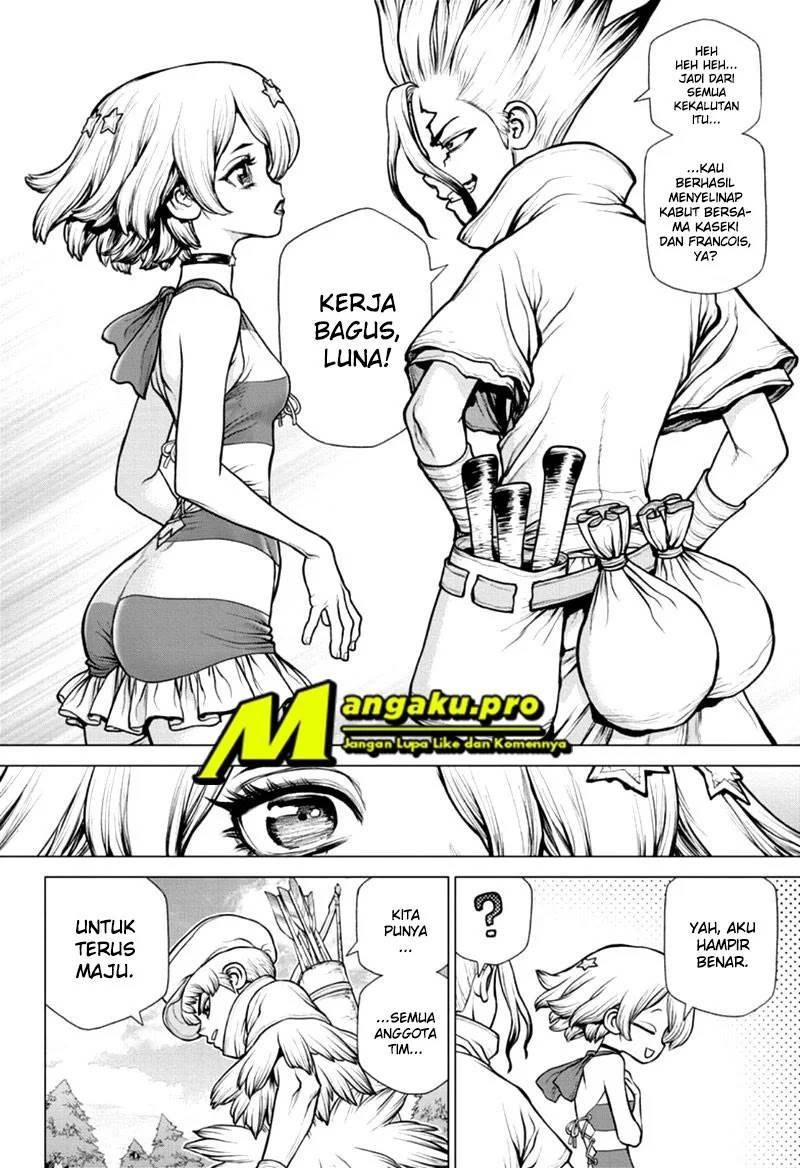 HEH
HEH HEH...
JADI DARI
SEMUA
KEKALUTAN
ITU...
...KAU
BERHASIL
MENYELINAP
KABUT BERSA-
MA KASEKI
DAN FRANCOIS,
YA?
KERJA
BAGUS,
LUNA!
Mangaku.pro
Jangan Lupa Like dan Komennya
?
YAH, AKU
HAMPIR
BENAR.
KITA
PUNYA
...
...SEMUA
ANGGOTA
TIM...
UNTUK
TERUS
MAJU.